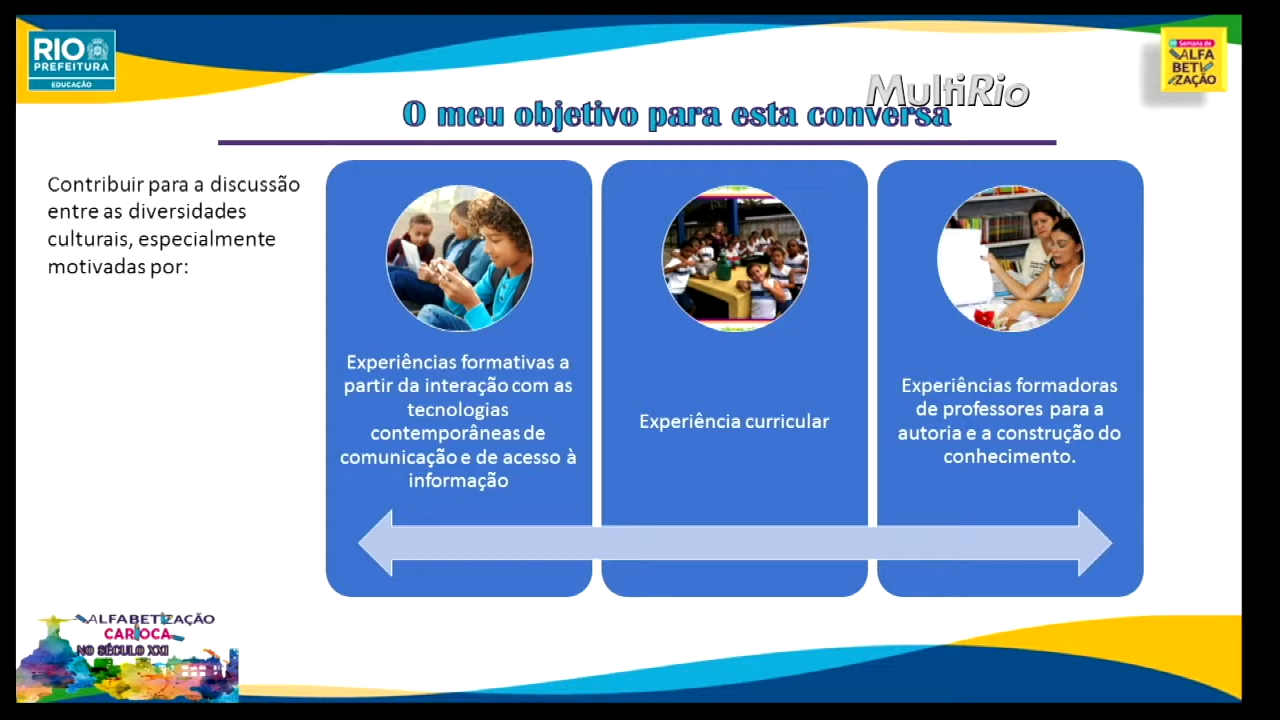 RIO
PREFEITURA
EDUCAÇÃO
Semana de
ALFA
BETI
ZAÇÃO
MultiRio
O meu objetivo para esta conversa
Contribuir para a discussão
entre as diversidades
culturais, especialmente
motivadas por:
Experiências formativas a
partir da interação com as
tecnologias
contemporâneas de
comunicação e de acesso à
informação
Experiência curricular
Experiências formadoras
de professores para a
autoria e a construção do
conhecimento.
ALFABETIZAÇÃO
CARIOCA
NO SÉCULO XXI